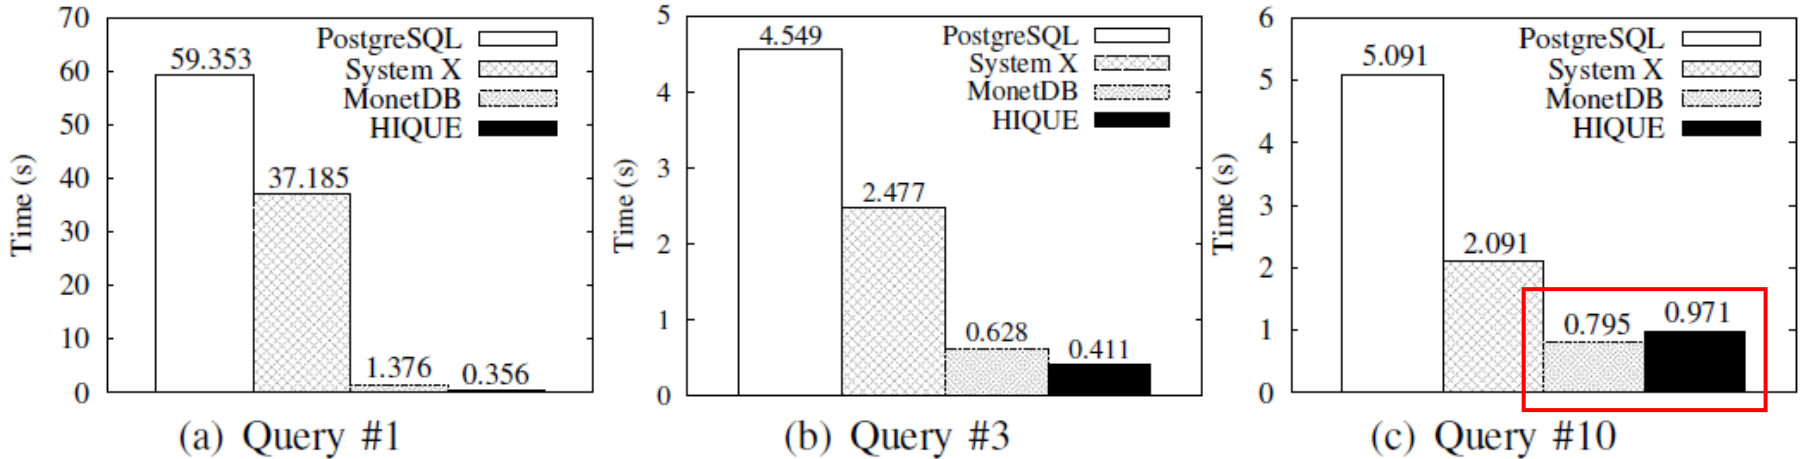 70
60
50
40
30
20
10
0
Time (s)
PostgreSQL
System X
MonetDB
HIQUE
59.353
37.185
1.376
0.356
(a) Query #1
5
4
3
2
1
0
Time (s)
PostgreSQL
System X
MonetDB
HIQUE
4.549
2.477
0.628
0.411
(b) Query #3
6
5
4
3
2
1
0
Time (s)
PostgreSQL
System X
MonetDB
HIQUE
5.091
2.091
0.795
0.971
(c) Query #10